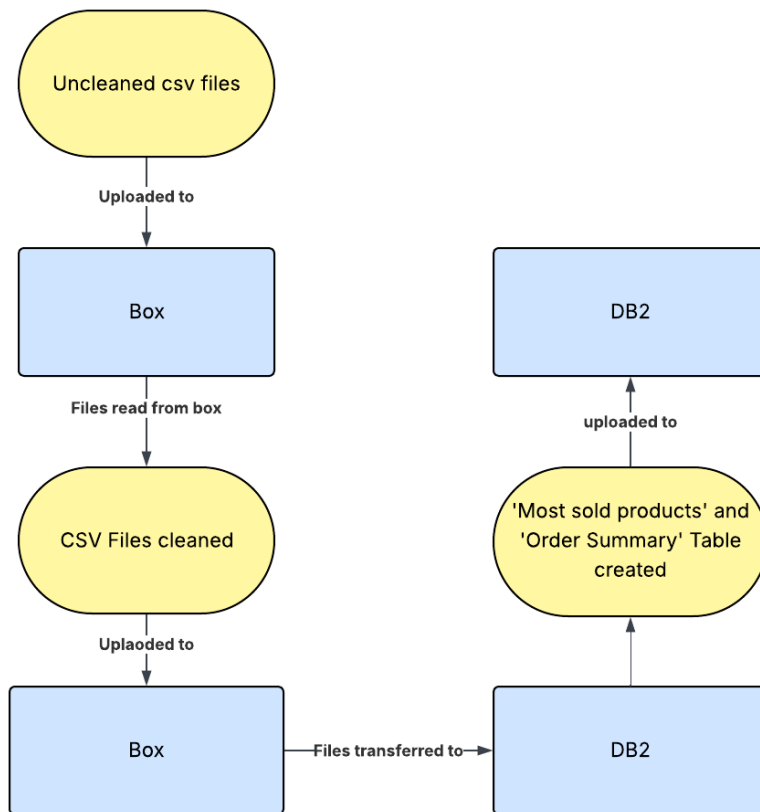 Uncleaned csv files
Uploaded to
Box
Files read from box
CSV Files cleaned
Uplaoded to
Box
Files transferred to
DB2
'Most sold products' and
'Order Summary' Table
created
uploaded to
DB2